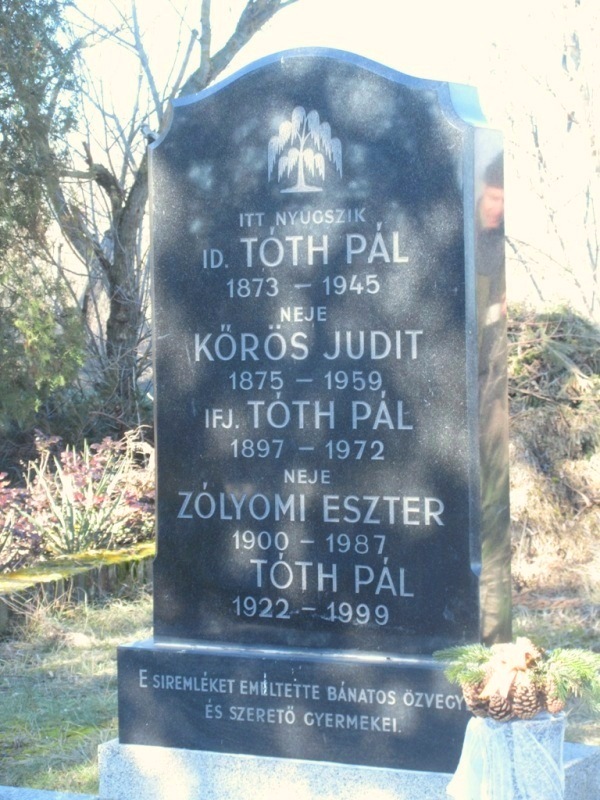 ITT NYUGSZIK
ID. TÓTH PÁL
1873 – 1945
NEJE
KŐRÖS JUDIT
1875 – 1959
IFJ. TÓTH PÁL
1897 – 1972
NEJE
ZÓLYOMI ESZTER
1900 – 1987
TÓTH PÁL
1922 – 1999
E SIREMLÉKET EMELTETTE BÁNATOS ÖZVEGY
ÉS SZERETŐ GYERMEKEI.